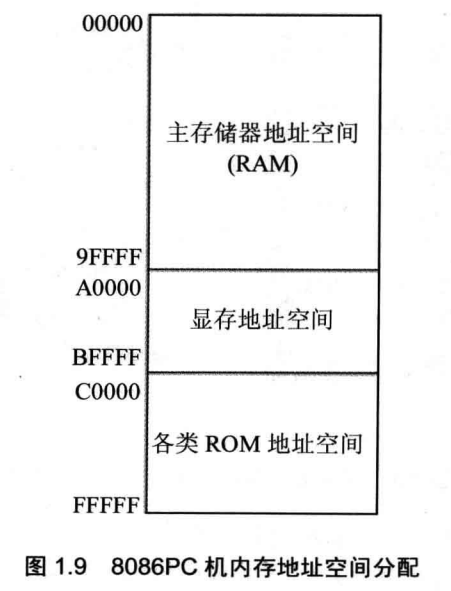 00000
主存储器地址空间
(RAM)
9FFFF
A0000
显存地址空间
BFFFF
C0000
各类 ROM 地址空间
FFFFF
图 1.9 8086PC 机内存地址空间分配